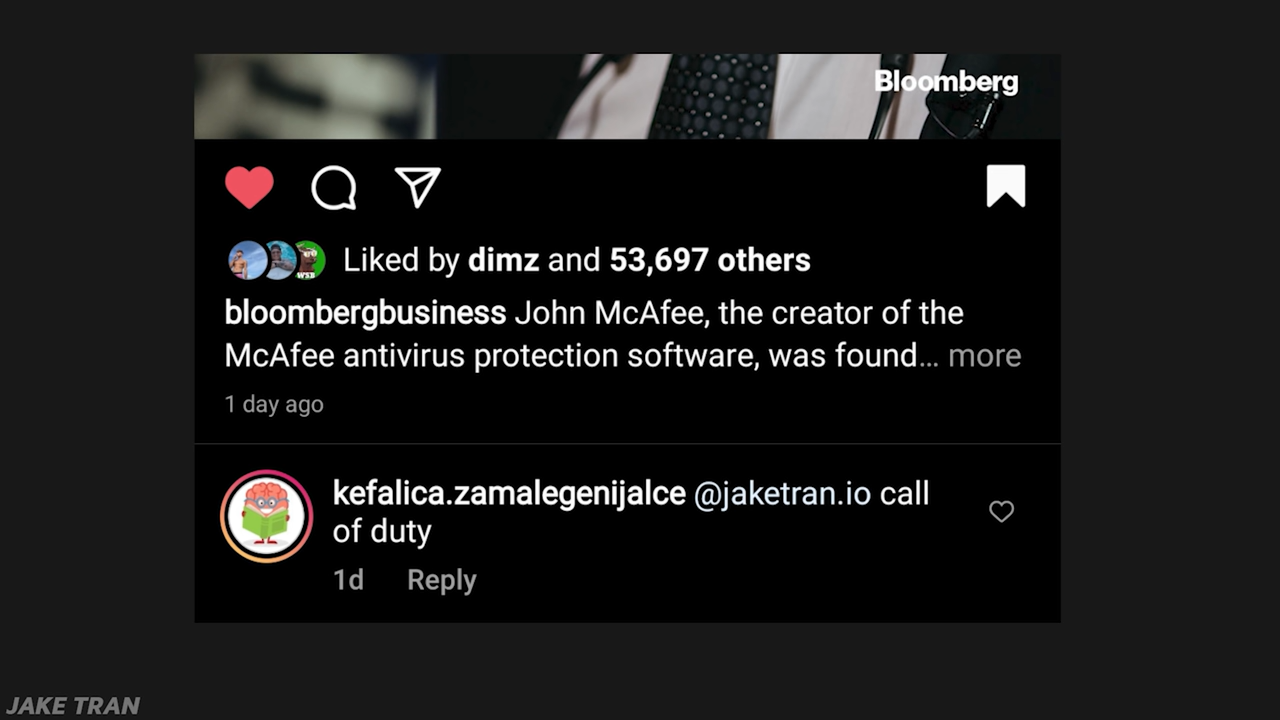 Bloomberg
Liked by dimz and 53,697 others
bloombergbusiness John McAfee, the creator of the
McAfee antivirus protection software, was found... more
1 day ago
kefalica.zamalegenijalce @jaketran.io call
of duty
1d Reply
WSB
JAKE TRAN